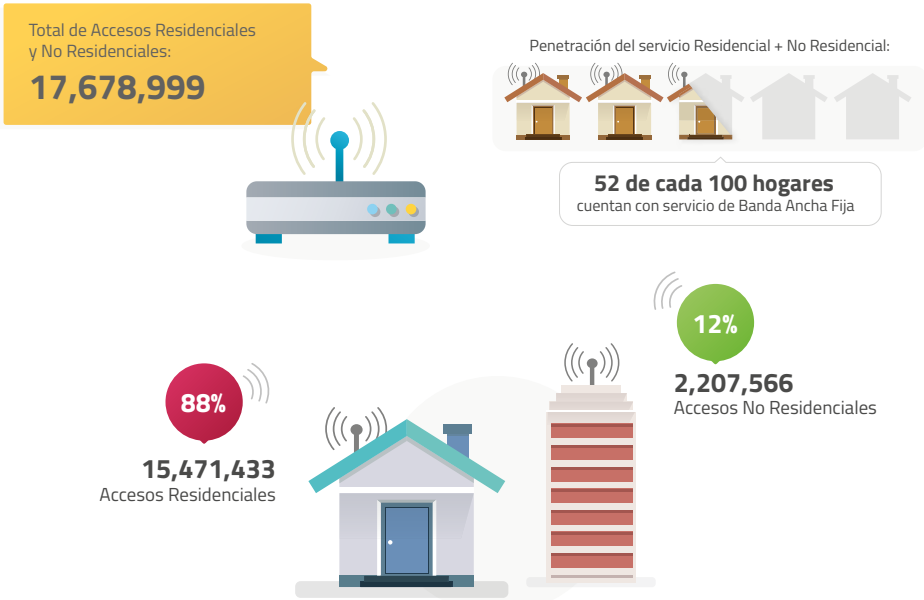 Total de Accesos Residenciales
y No Residenciales:
17,678,999
Penetración del servicio Residencial + No Residencial:
52 de cada 100 hogares
cuentan con servicio de Banda Ancha Fija
12%
2,207,566
Accesos No Residenciales
88%
15,471,433
Accesos Residenciales